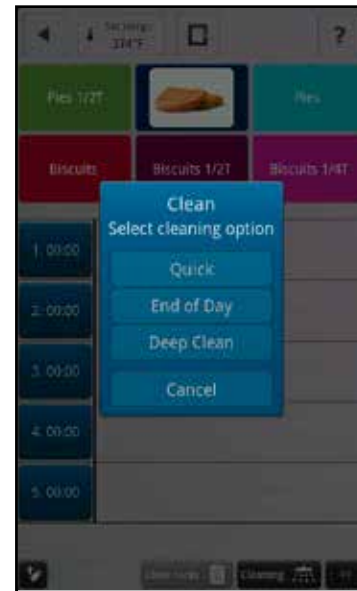 374°F
?
Pies 1/2T
Pies
Biscuits
Biscuits 1/2T
Biscuits 1/4T
Clean
Select cleaning option
Quick
End of Day
Deep Clean
Cancel
1. 00:00
2. 00:00
3. 00:00
4. 00:00
5. 00:00
Cleaning